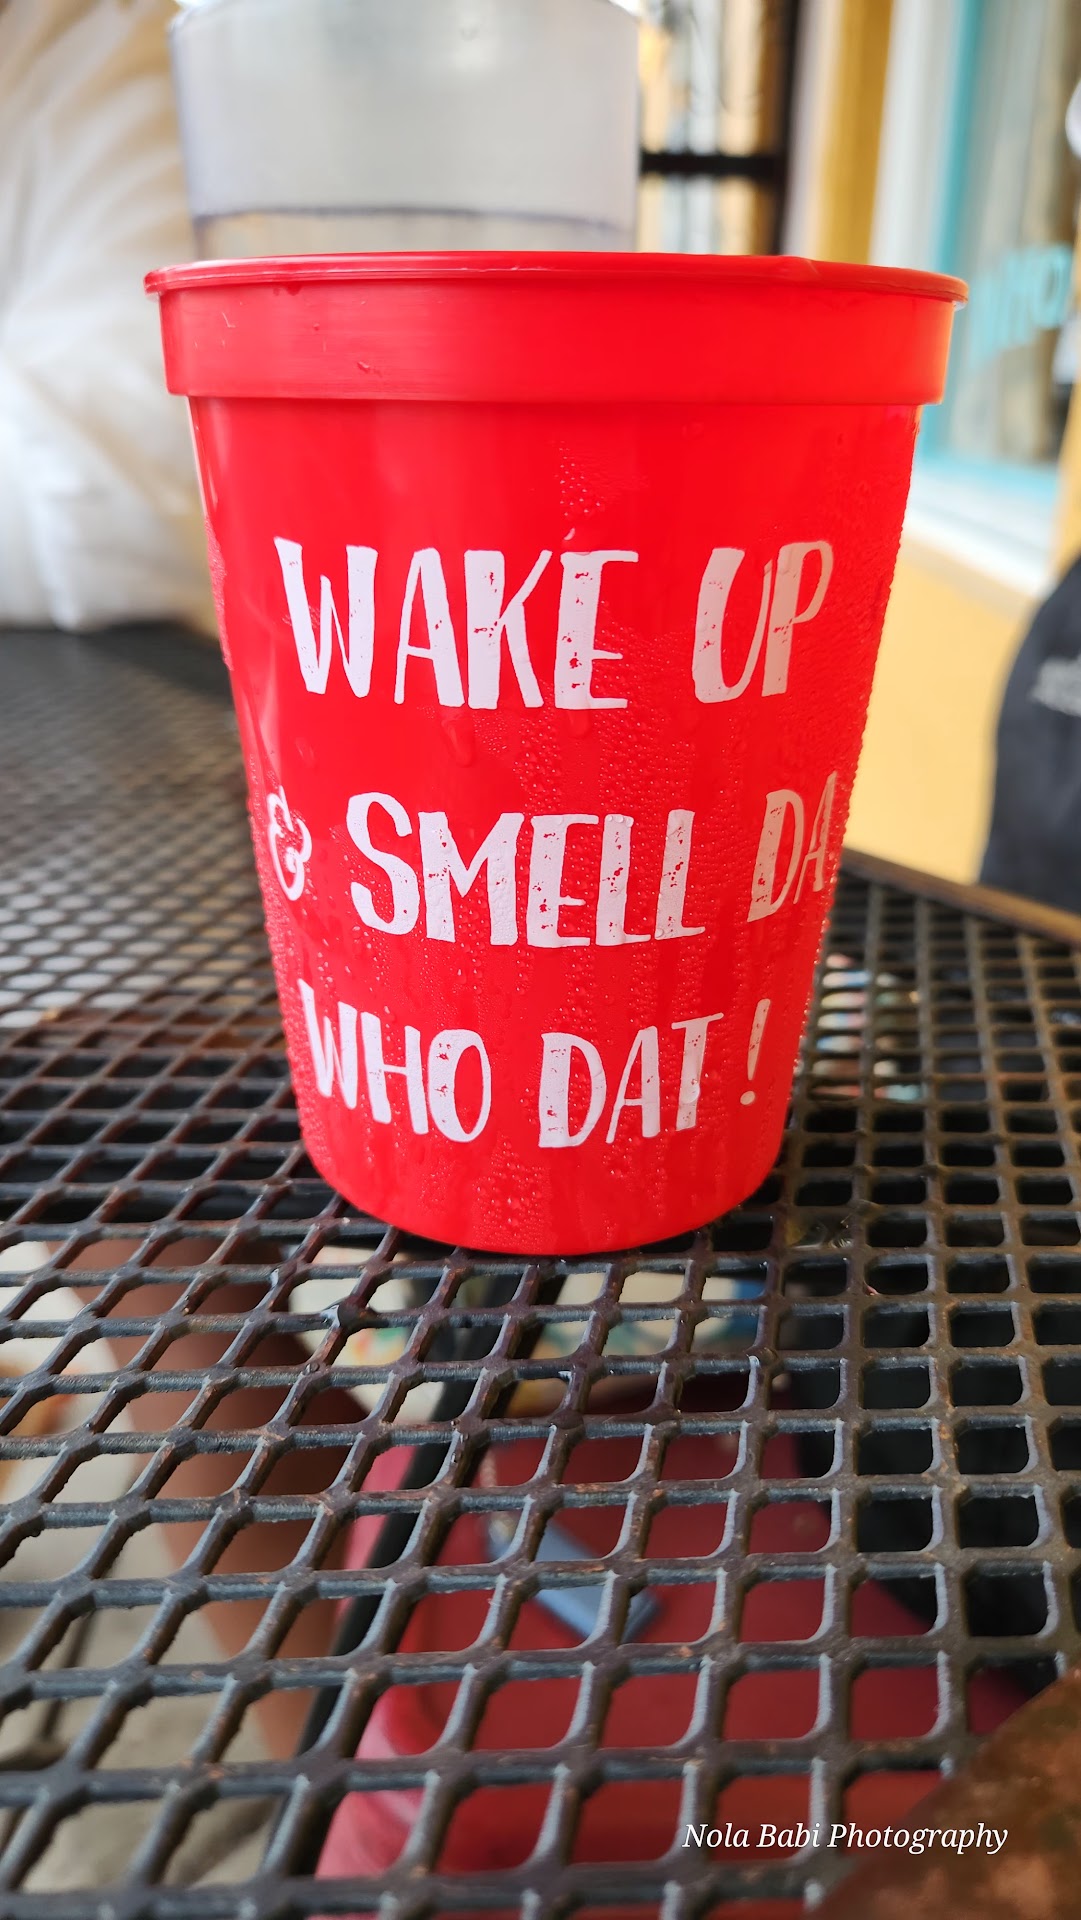 WAKE UP
& SMELL DA
WHO DAT!
Nola Babi Photography